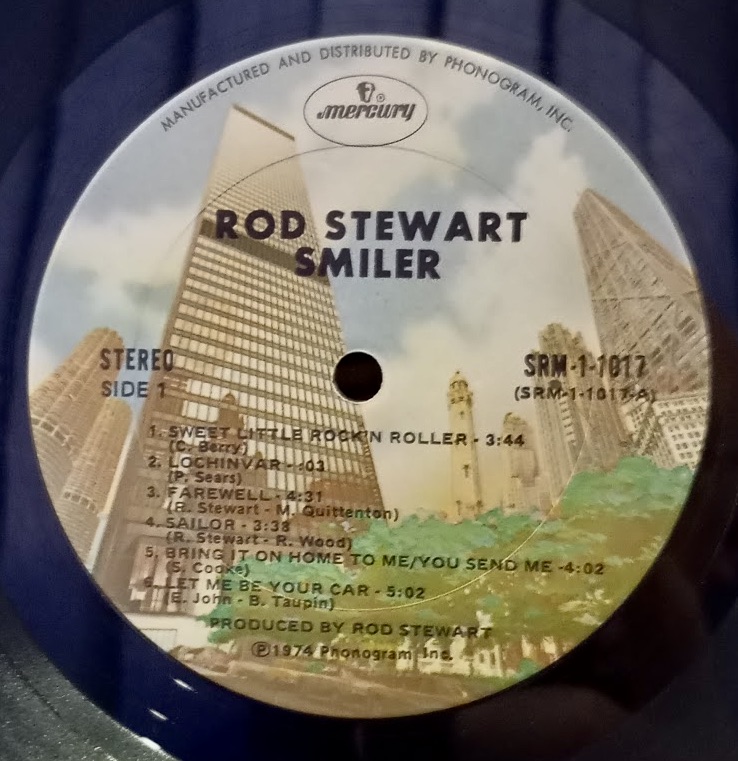 MANUFACTURED AND DISTRIBUTED BY PHONOGRAM, INC.
mercury®
ROD STEWART
SMILER
STEREO
SIDE 1
SRM-1-1017
(SRM-1-1017-A)
1. SWEET LITTLE ROCK'N ROLLER - 3:44
(C. Berry)
2. LOCHINVAR - :03
(P. Sears)
3. FAREWELL - 4:31
(R. Stewart - M. Quittenton)
4. SAILOR - 3:38
(R. Stewart - R. Wood)
5. BRING IT ON HOME TO ME/YOU SEND ME -4:02
(S. Cooke)
6. LET ME BE YOUR CAR - 5:02
(E. John - B. Taupin)
PRODUCED BY ROD STEWART
℗1974 Phonogram Inc.